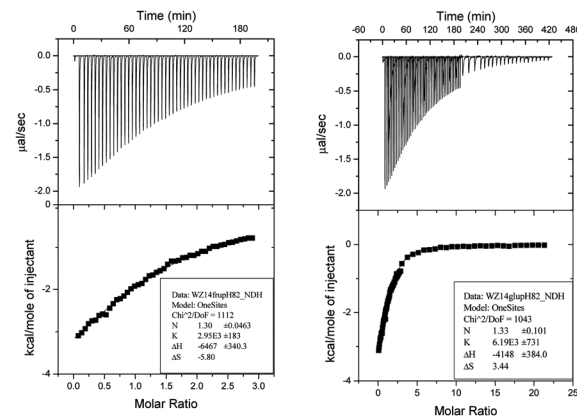 Time (min)
0 60 120 180
0.0
-0.5
-1.0
-1.5
-2.0
µal/sec
0
-2
-4
kcal/mole of injectant
Data: WZ14frupH82_NDH
Model: OneSites
Chi^2/DoF = 1112
N 1.30 ±0.0463
K 2.95E3 ±183
ΔH -6467 ±340.3
ΔS -5.80
0.0 0.5 1.0 1.5 2.0 2.5 3.0
Molar Ratio
Time (min)
-60 0 60 120 180 240 300 360 420 480
0.0
-0.5
-1.0
-1.5
-2.0
µal/sec
0
-2
-4
kcal/mole of injectant
Data: WZ14glupH82_NDH
Model: OneSites
Chi^2/DoF = 1043
N 1.33 ±0.101
K 6.19E3 ±731
ΔH -4148 ±384.0
ΔS 3.44
0 5 10 15 20 25
Molar Ratio